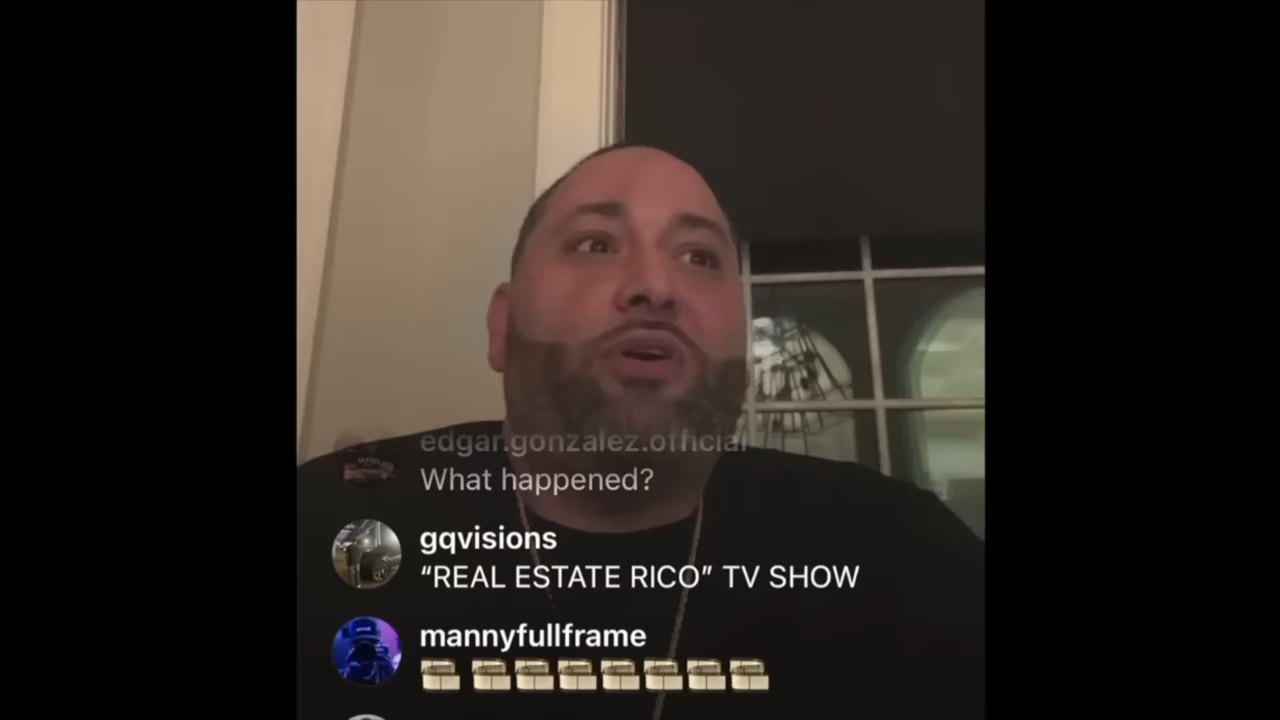 edgar.gonzalez.official
What happened?
gqvisions
“REAL ESTATE RICO” TV SHOW
mannyfullframe